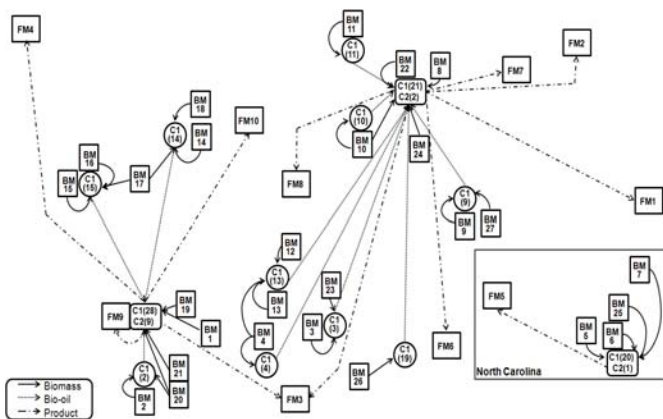 FM4
BM
11
C1
(11)
BM
22
BM
8
FM2
FM7
C1(21)
C2(2)
BM
18
C1
(14)
BM
14
FM10
C1
(10)
BM
10
BM
24
BM
16
BM
15
C1
(15)
BM
17
FM8
C1
(9)
BM
9
BM
27
FM1
BM
12
C1
(13)
BM
13
BM
23
BM
7
FM5
BM
25
BM
5
BM
6
C1(20)
C2(1)
North Carolina
FM9
C1(28)
C2(9)
BM
19
BM
1
BM
4
C1
(4)
BM
3
C1
(3)
C1
(19)
FM6
BM
21
BM
20
C1
(2)
BM
2
BM
26
FM3
Biomass
Bio-oil
Product